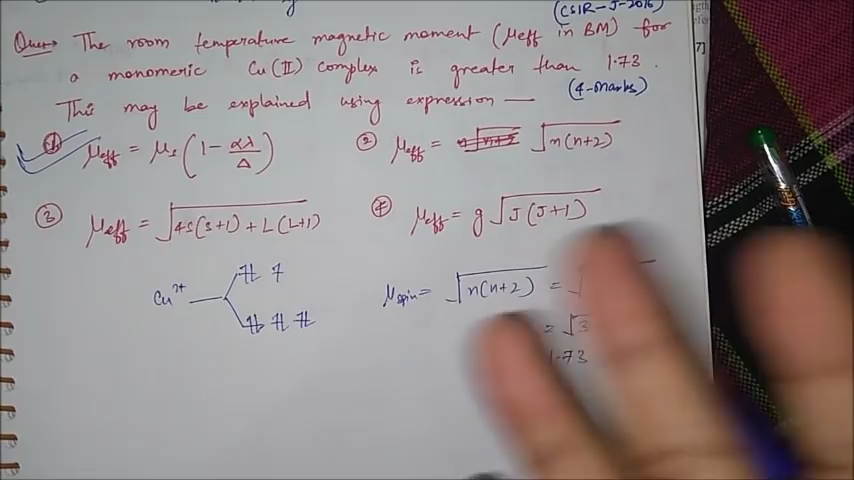 (CSIR-J-2016)
Ques→ The room temperature magnetic moment (μeff in BM) for
a monomeric Cu(II) complex is greater than 1.73.
This may be explained using expression — (4-marks)
① μeff = μs (1 - αλ/Δ) ② μeff = √n(n+2)
③ μeff = √4S(S+1) + L(L+1) ④ μeff = g √J(J+1)
Cu²⁺ μspin = √n(n+2) = √
= √3
1.73
7]